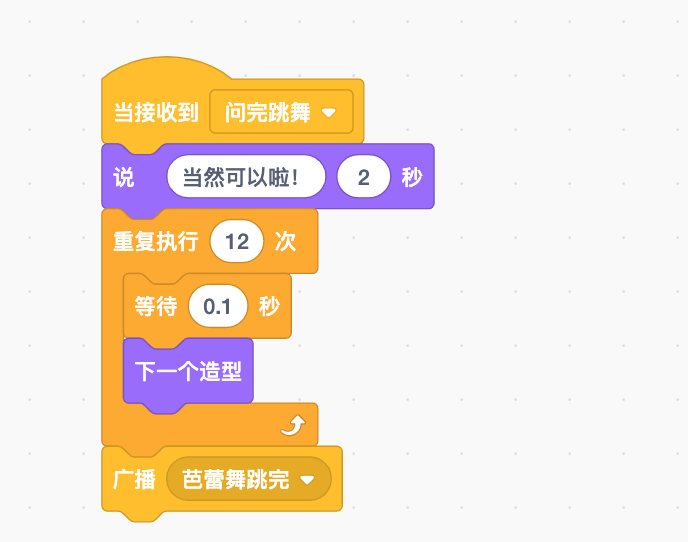 当接收到 问完跳舞
说 当然可以啦！ 2 秒
重复执行 12 次
等待 0.1 秒
下一个造型
广播 芭蕾舞跳完